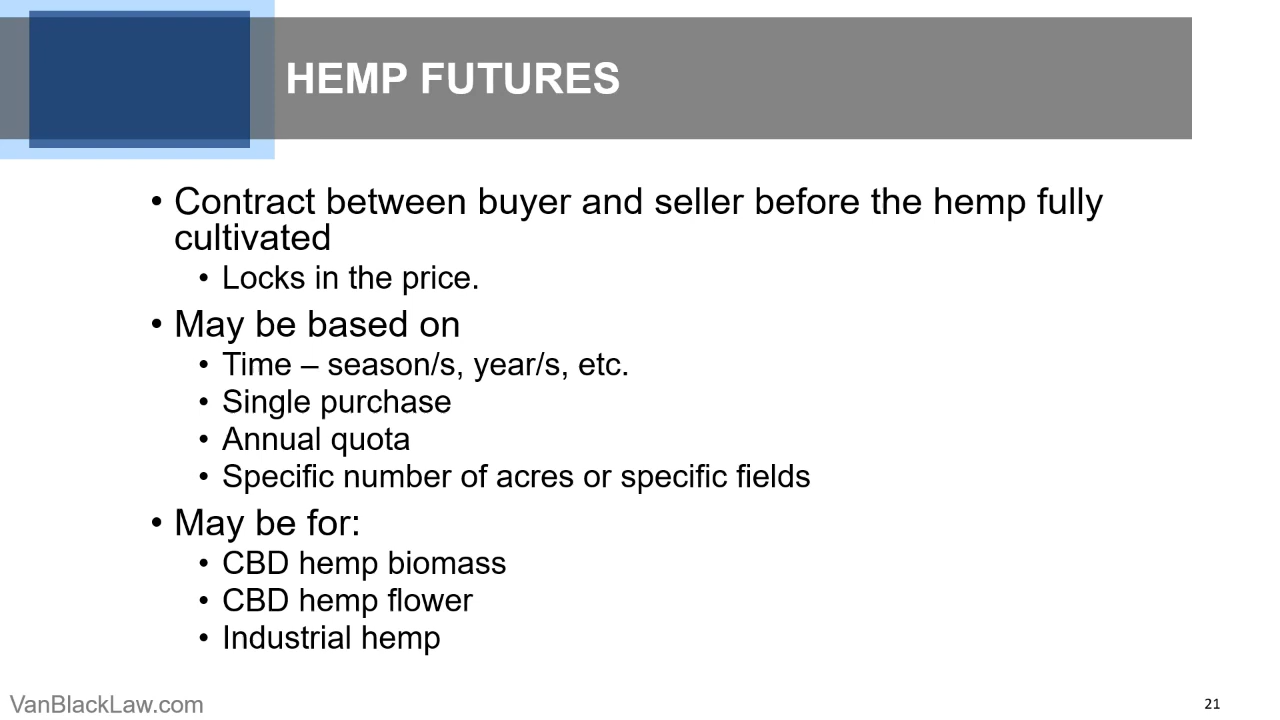 HEMP FUTURES
• Contract between buyer and seller before the hemp fully
cultivated
• Locks in the price.
• May be based on
• Time – season/s, year/s, etc.
• Single purchase
• Annual quota
• Specific number of acres or specific fields
• May be for:
• CBD hemp biomass
• CBD hemp flower
• Industrial hemp
VanBlackLaw.com
21